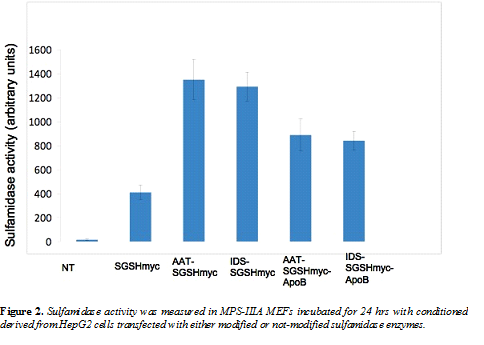 Sulfamidase activity (arbitrary units)
1600
1400
1200
1000
800
600
400
200
0
NT
SGSHmyc
AAT-
SGSHmyc
IDS-
SGSHmyc
AAT-
SGSHmyc-
ApoB
IDS-
SGSHmyc-
ApoB
Figure 2. Sulfamidase activity was measured in MPS-IIIA MEFs incubated for 24 hrs with conditioned
derived from HepG2 cells transfected with either modified or not-modified sulfamidase enzymes.